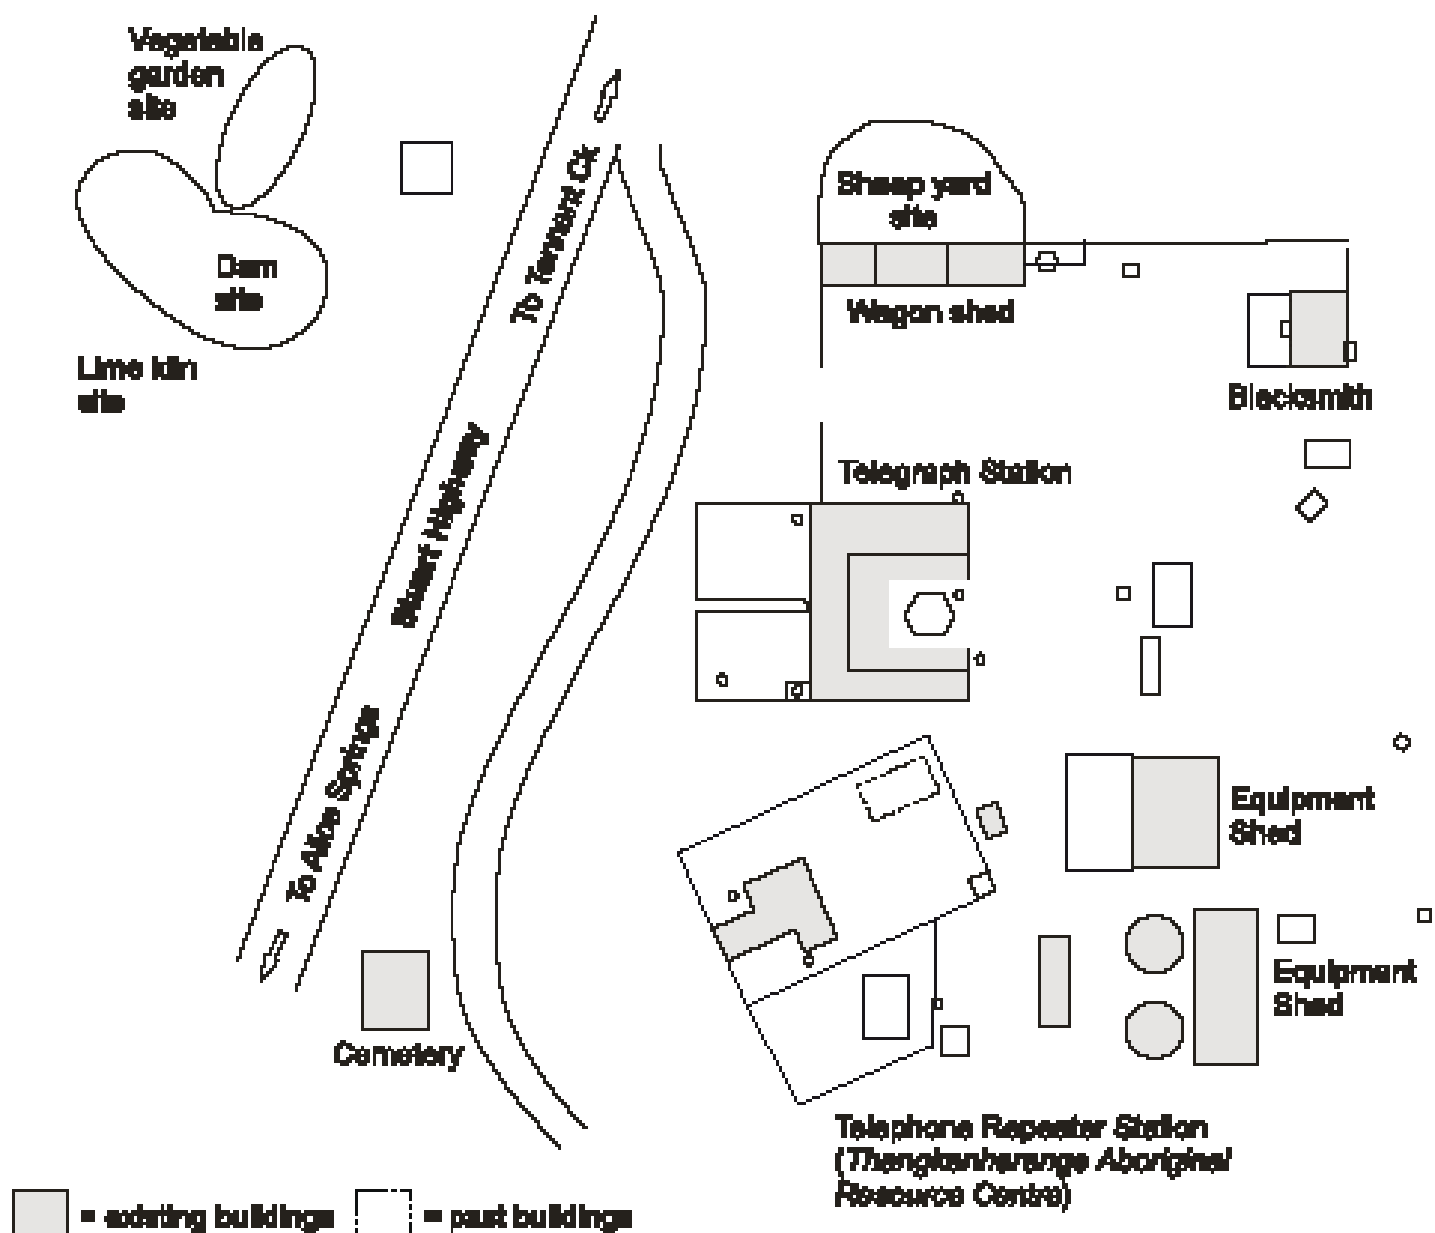 Vegetable
garden
site
Dam
site
Lime kiln
site
To Tennant Ck
Stuart Highway
To Alice Springs
Sheep yard
site
Wagon shed
Blacksmith
Telegraph Station
Equipment
Shed
Equipment
Shed
Cemetery
Telephone Repeater Station
(Thangkenharenge Aboriginal
Resource Centre)
= existing buildings
= past buildings